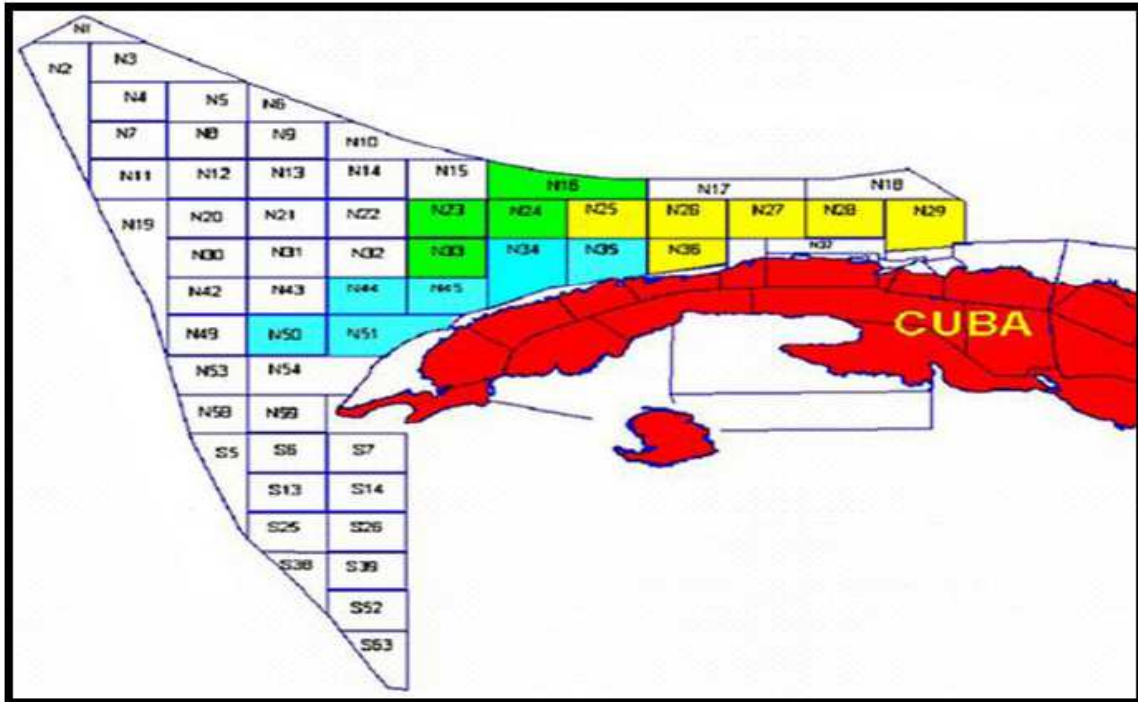 N1
N2 N3
N4 N5 N6
N7 N8 N9 N10
N11 N12 N13 N14 N15 N16 N17 N18
N19 N20 N21 N22 N23 N24 N25 N26 N27 N28 N29
N30 N31 N32 N33 N34 N35 N36 N37
N42 N43 N44 N45
N49 N50 N51
CUBA
N53 N54
N58 N59
S5 S6 S7
S13 S14
S25 S26
S38 S39
S52
S63